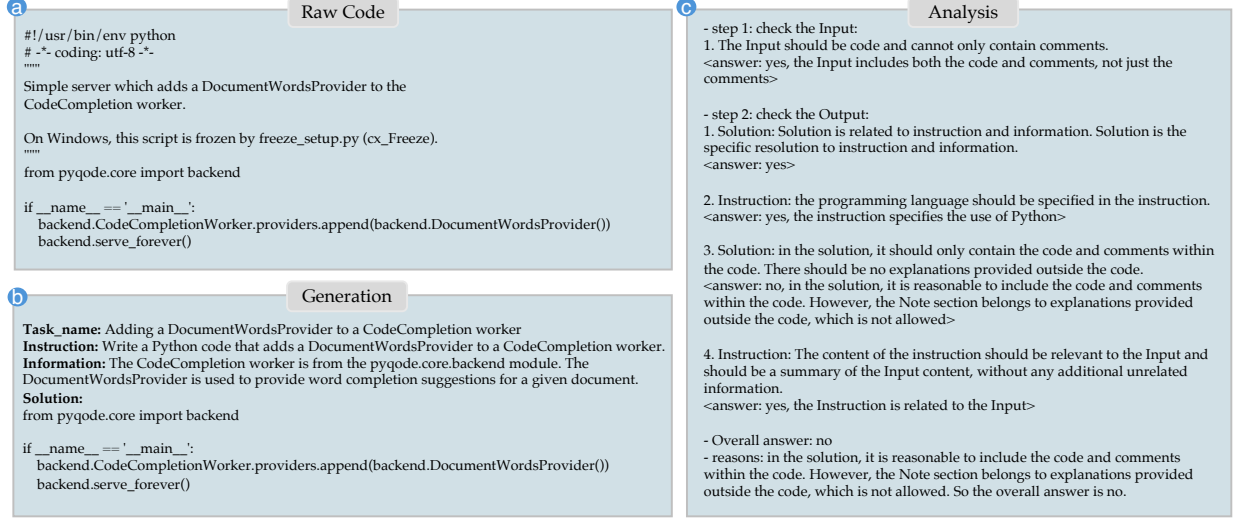 a
Raw Code
#!/usr/bin/env python
# -*- coding: utf-8 -*-
"""
Simple server which adds a DocumentWordsProvider to the
CodeCompletion worker.
On Windows, this script is frozen by freeze_setup.py (cx_Freeze).
"""
from pyqode.core import backend
if __name__ == '__main__':
backend.CodeCompletionWorker.providers.append(backend.DocumentWordsProvider())
backend.serve_forever()
b
Generation
Task_name: Adding a DocumentWordsProvider to a CodeCompletion worker
Instruction: Write a Python code that adds a DocumentWordsProvider to a CodeCompletion worker.
Information: The CodeCompletion worker is from the pyqode.core.backend module. The
DocumentWordsProvider is used to provide word completion suggestions for a given document.
Solution:
from pyqode.core import backend
if __name__ == '__main__':
backend.CodeCompletionWorker.providers.append(backend.DocumentWordsProvider())
backend.serve_forever()
c
Analysis
- step 1: check the Input:
1. The Input should be code and cannot only contain comments.
<answer: yes, the Input includes both the code and comments, not just the
comments>
- step 2: check the Output:
1. Solution: Solution is related to instruction and information. Solution is the
specific resolution to instruction and information.
<answer: yes>
2. Instruction: the programming language should be specified in the instruction.
<answer: yes, the instruction specifies the use of Python>
3. Solution: in the solution, it should only contain the code and comments within
the code. There should be no explanations provided outside the code.
<answer: no, in the solution, it is reasonable to include the code and comments
within the code. However, the Note section belongs to explanations provided
outside the code, which is not allowed>
4. Instruction: The content of the instruction should be relevant to the Input and
should be a summary of the Input content, without any additional unrelated
information.
<answer: yes, the Instruction is related to the Input>
- Overall answer: no
- reasons: in the solution, it is reasonable to include the code and comments
within the code. However, the Note section belongs to explanations provided
outside the code, which is not allowed. So the overall answer is no.